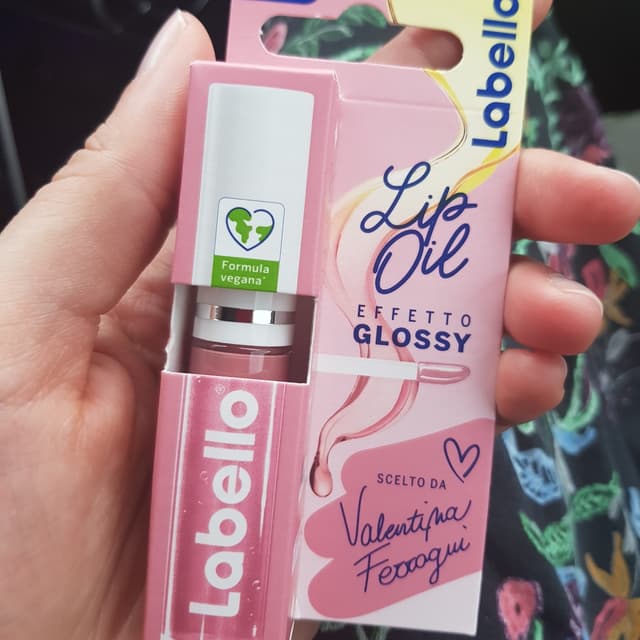 Labello
Lip
Oil
EFFETTO
GLOSSY
Formula
vegana*
Labello®
SCELTO DA
Valentina
Ferragni